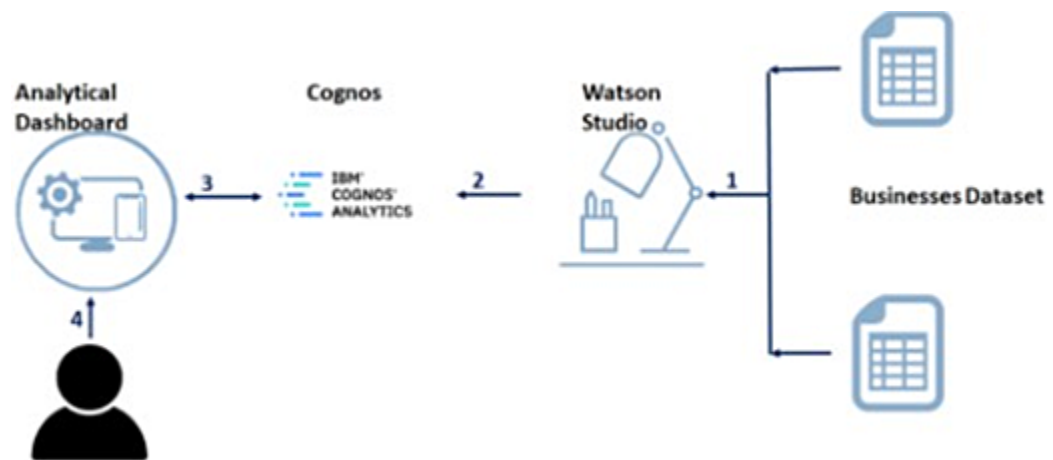 Analytical
Dashboard
Cognos
Watson
Studio
3
IBM®
COGNOS®
ANALYTICS
2
1
Businesses Dataset
4